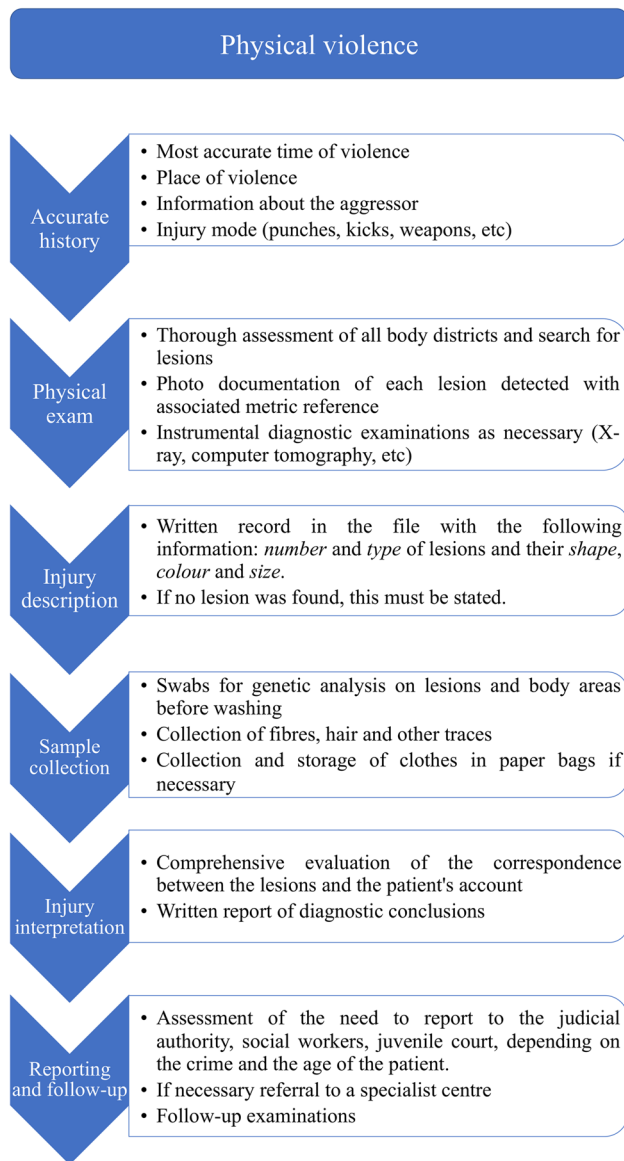 Physical violence
Accurate
history
• Most accurate time of violence
• Place of violence
• Information about the aggressor
• Injury mode (punches, kicks, weapons, etc)
Physical
exam
• Thorough assessment of all body districts and search for
lesions
• Photo documentation of each lesion detected with
associated metric reference
• Instrumental diagnostic examinations as necessary (X-
ray, computer tomography, etc)
Injury
description
• Written record in the file with the following
information: number and type of lesions and their shape,
colour and size.
• If no lesion was found, this must be stated.
Sample
collection
• Swabs for genetic analysis on lesions and body areas
before washing
• Collection of fibres, hair and other traces
• Collection and storage of clothes in paper bags if
necessary
Injury
interpretation
• Comprehensive evaluation of the correspondence
between the lesions and the patient's account
• Written report of diagnostic conclusions
Reporting
and follow-up
• Assessment of the need to report to the judicial
authority, social workers, juvenile court, depending on
the crime and the age of the patient.
• If necessary referral to a specialist centre
• Follow-up examinations